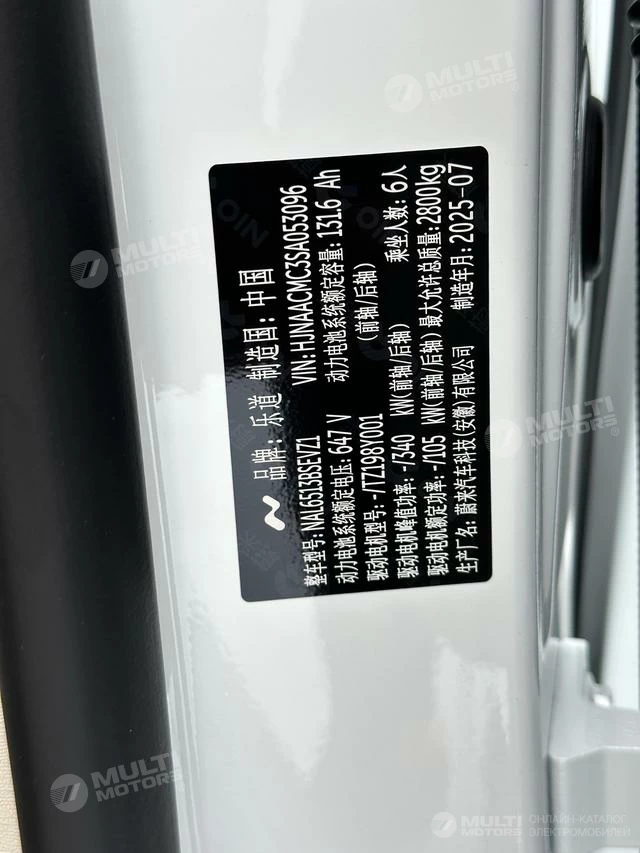 品牌: 乐道 制造国: 中国
整车型号: NAL6513BSEVZ1 VIN: HJNAACMC3SA053096
动力电池系统额定电压: 647 V 动力电池系统额定容量: 131.6 Ah
驱动电机型号: -/TZ198Y001 (前轴/后轴)
驱动电机峰值功率: -/340 kW(前轴/后轴) 乘坐人数: 6人
驱动电机额定功率: -/105 kW(前轴/后轴) 最大允许总质量: 2800kg
生产厂名: 蔚来汽车科技(安徽)有限公司 制造年月: 2025-07
MULTI MOTORS
MULTI MOTORS
MULTI MOTORS
MULTI MOTORS
MULTI MOTORS
ОНЛАЙН-КАТАЛОГ
ЭЛЕКТРОМОБИЛЕЙ